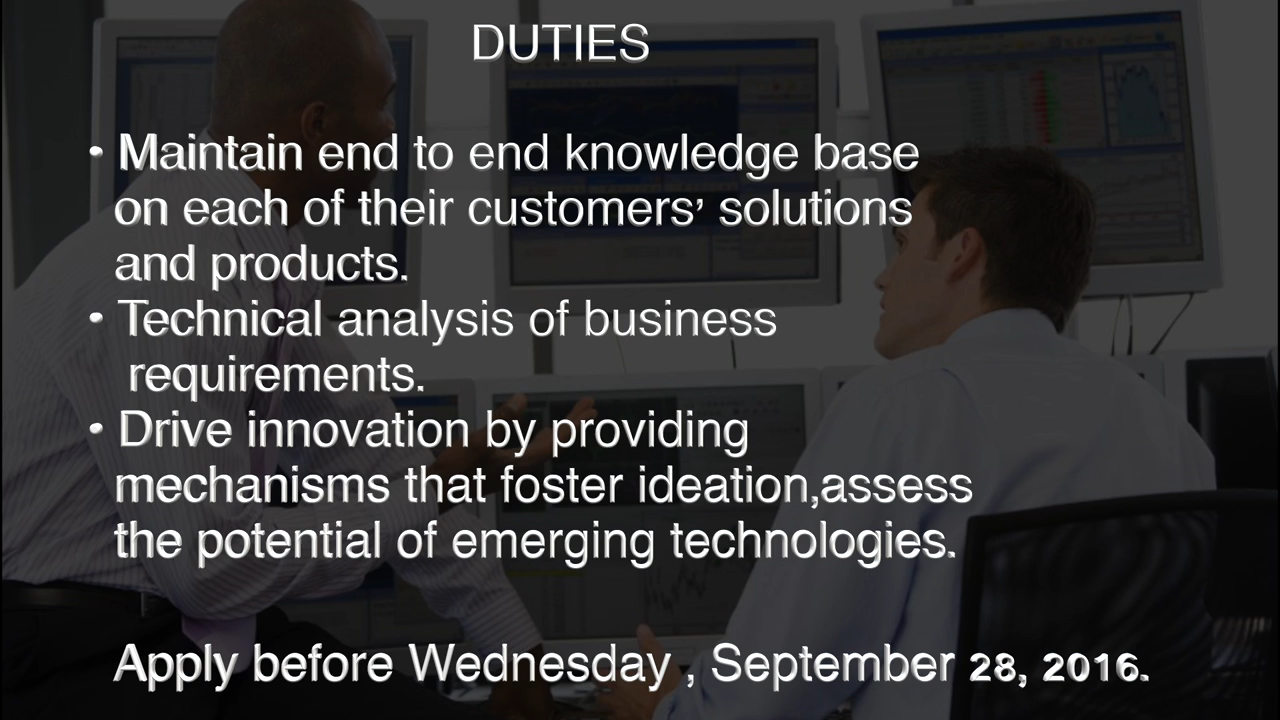 DUTIES
• Maintain end to end knowledge base
on each of their customers’ solutions
and products.
• Technical analysis of business
requirements.
• Drive innovation by providing
mechanisms that foster ideation,assess
the potential of emerging technologies.
Apply before Wednesday , September 28, 2016.